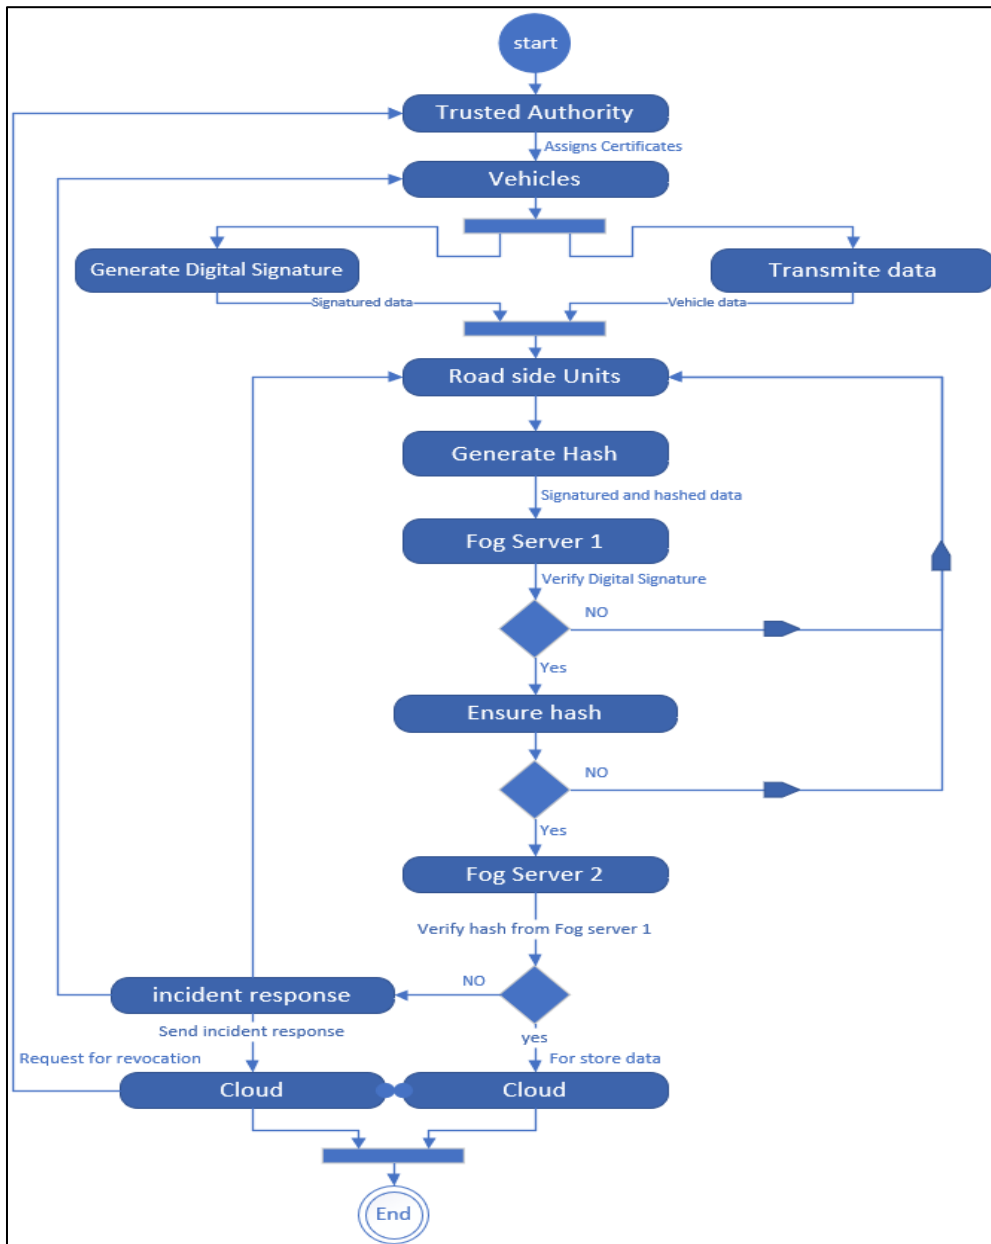 start
Trusted Authority
Assigns Certificates
Vehicles
Generate Digital Signature
Transmite data
Signatured data
Vehicle data
Road side Units
Generate Hash
Signatured and hashed data
Fog Server 1
Verify Digital Signature
NO
Yes
Ensure hash
NO
Yes
Fog Server 2
Verify hash from Fog server 1
NO
incident response
yes
Send incident response
Request for revocation
For store data
Cloud
Cloud
End